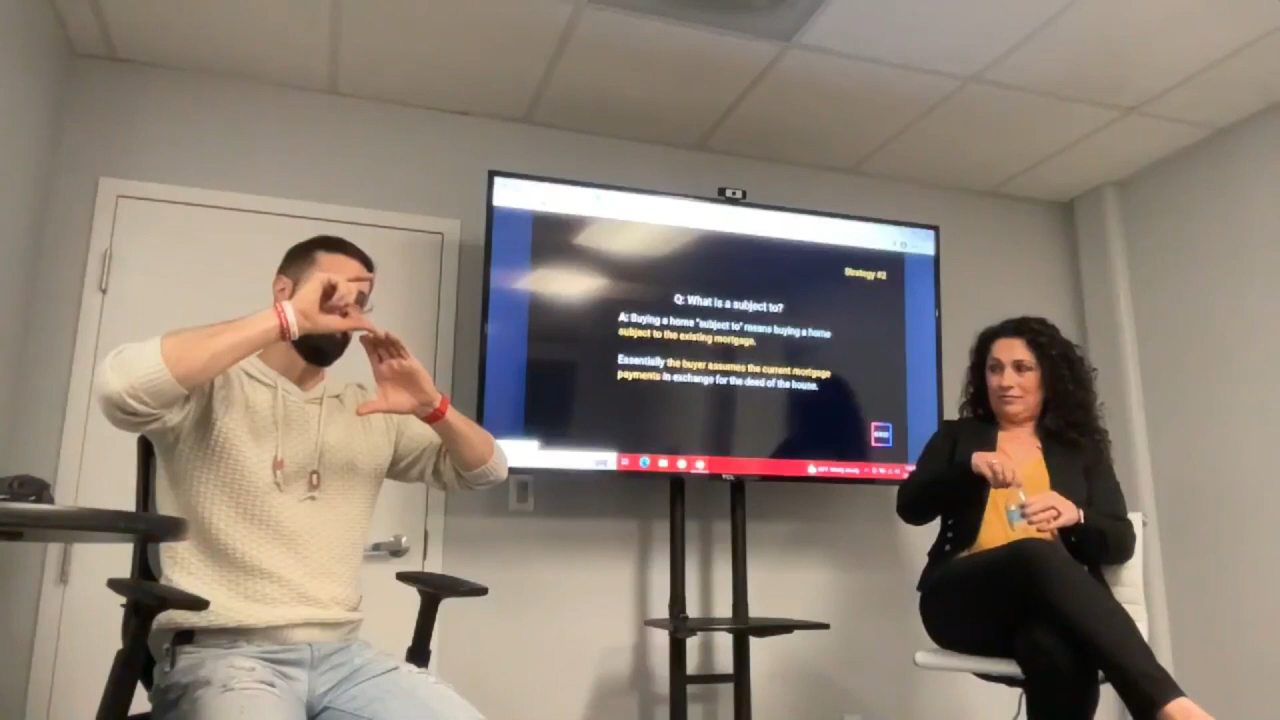 Strategy #2
Q: What is a subject to?
A: Buying a home "subject to" means buying a home
subject to the existing mortgage.
Essentially the buyer assumes the current mortgage
payments in exchange for the deed of the house.
TCL